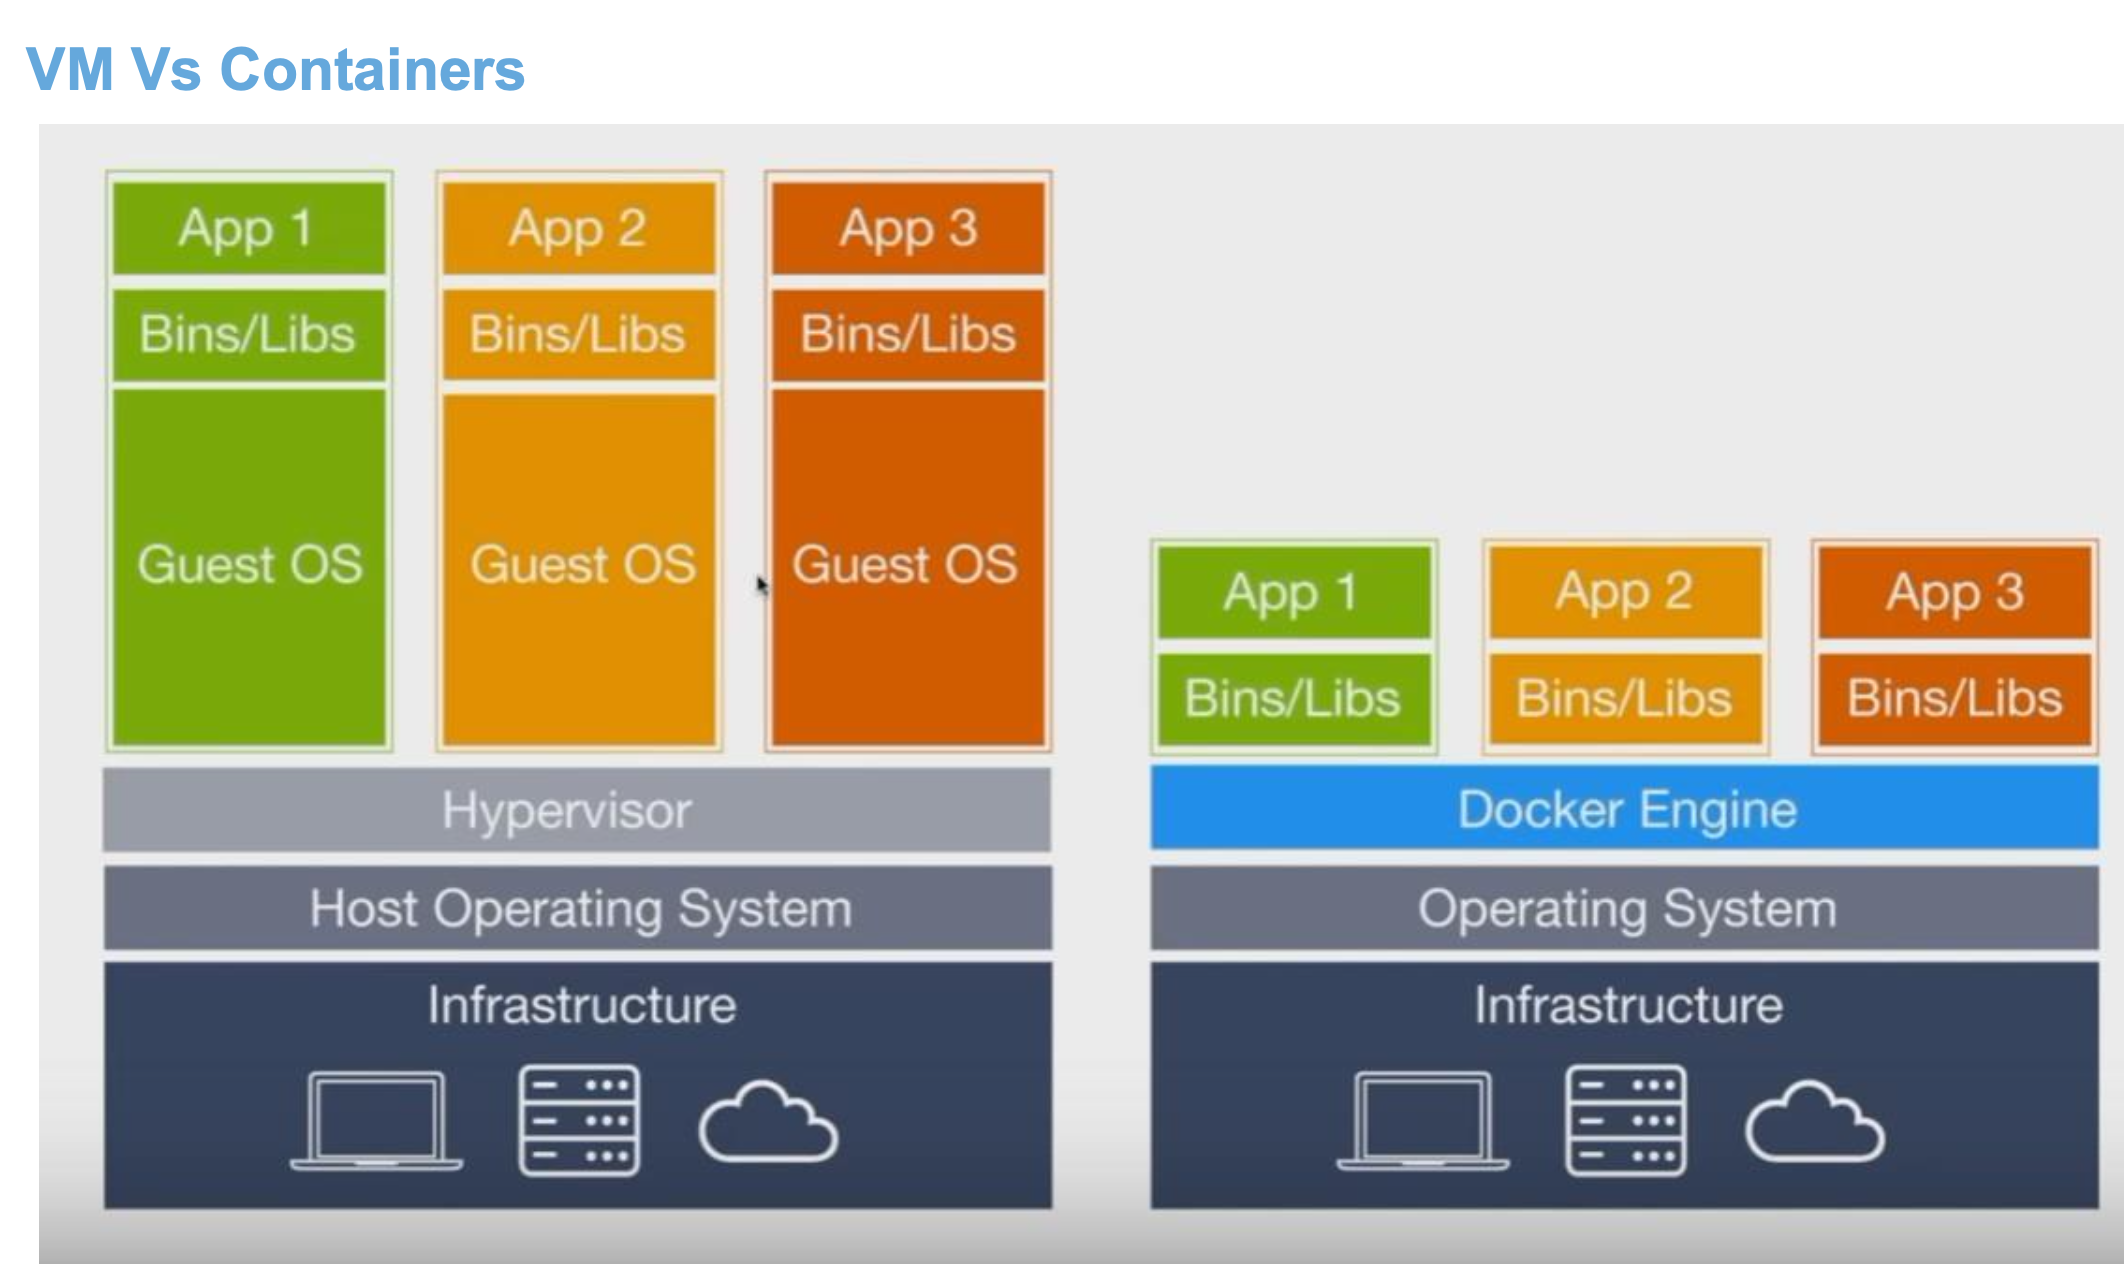 VM Vs Containers
App 1
Bins/Libs
Guest OS
App 2
Bins/Libs
Guest OS
App 3
Bins/Libs
Guest OS
Hypervisor
Host Operating System
Infrastructure
App 1
Bins/Libs
App 2
Bins/Libs
App 3
Bins/Libs
Docker Engine
Operating System
Infrastructure